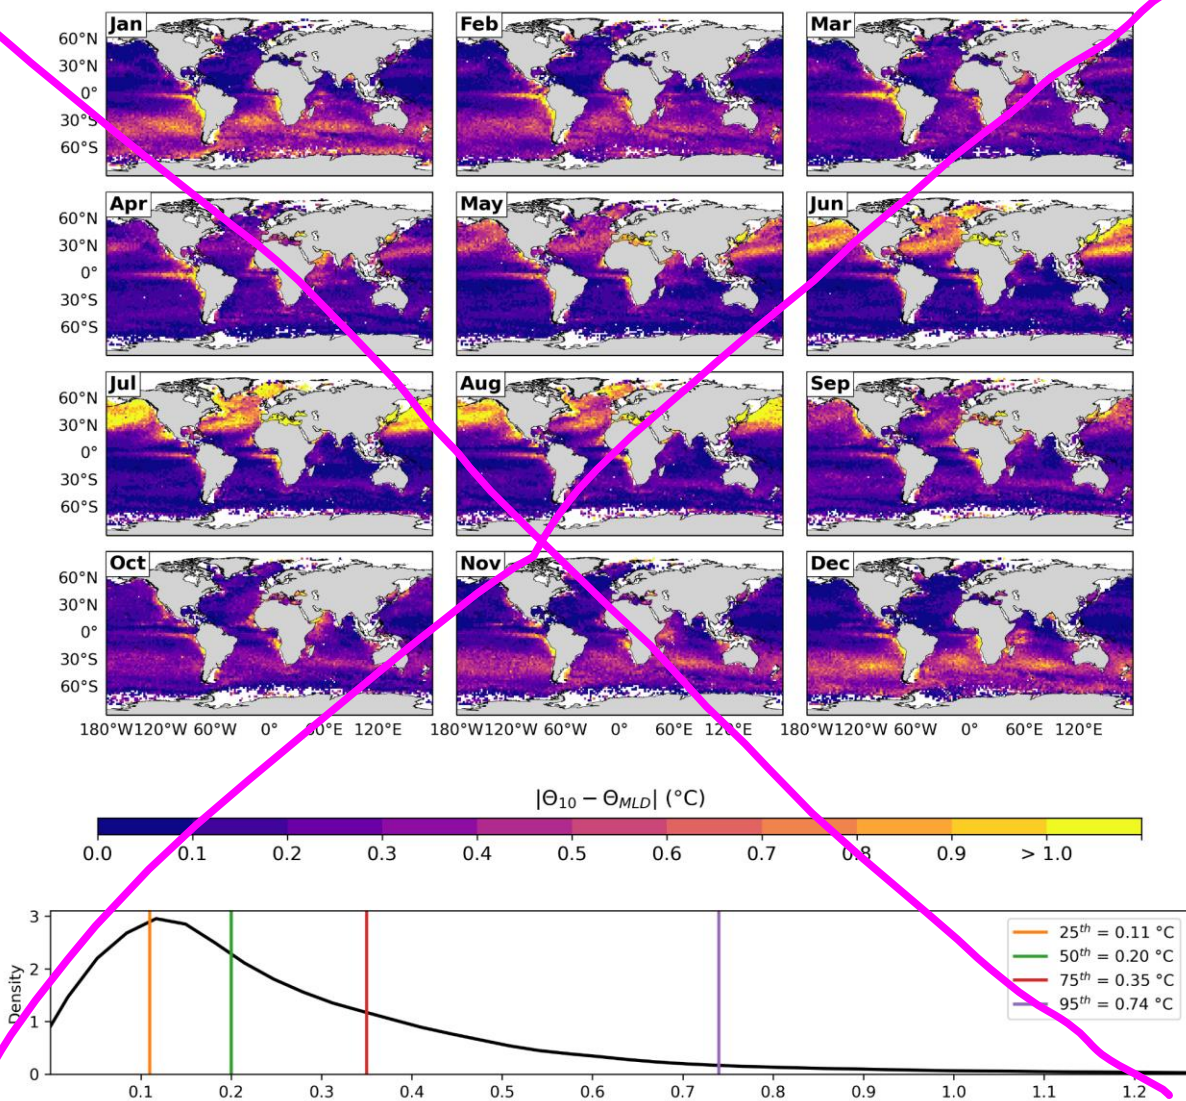 Jan Feb Mar
60°N
30°N
0°
30°S
60°S
Apr May Jun
60°N
30°N
0°
30°S
60°S
Jul Aug Sep
60°N
30°N
0°
30°S
60°S
Oct Nov Dec
60°N
30°N
0°
30°S
60°S
180°W 120°W 60°W 0° 60°E 120°E 60°W 0° 60°E 180°W 120°W 60°W 0° 60°E 120°E
|Θ10 − ΘMLD| (°C)
0.0 0.1 0.2 0.3 0.4 0.5 0.6 0.7 0.8 0.9 > 1.0
3
2
1
0
Density
25th = 0.11 °C
50th = 0.20 °C
75th = 0.35 °C
95th = 0.74 °C
0.1 0.2 0.3 0.4 0.5 0.6 0.7 0.8 0.9 1.0 1.1 1.2